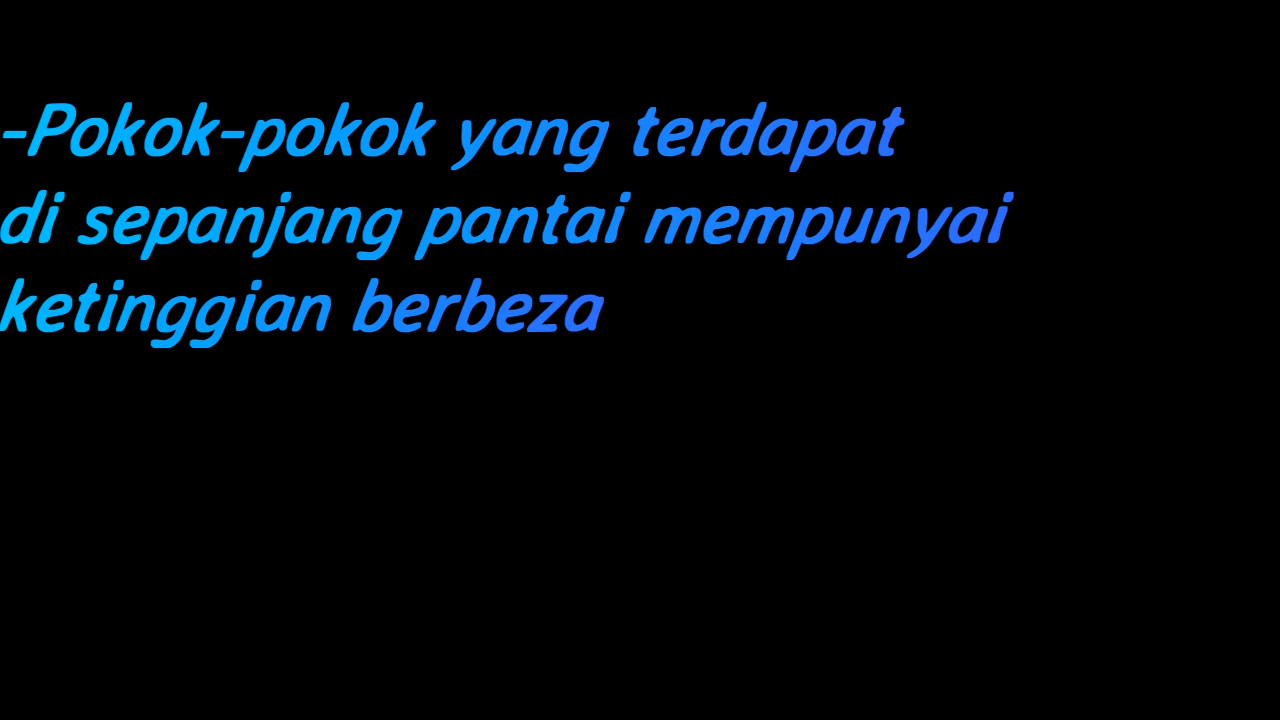 -Pokok-pokok yang terdapat
di sepanjang pantai mempunyai
ketinggian berbeza